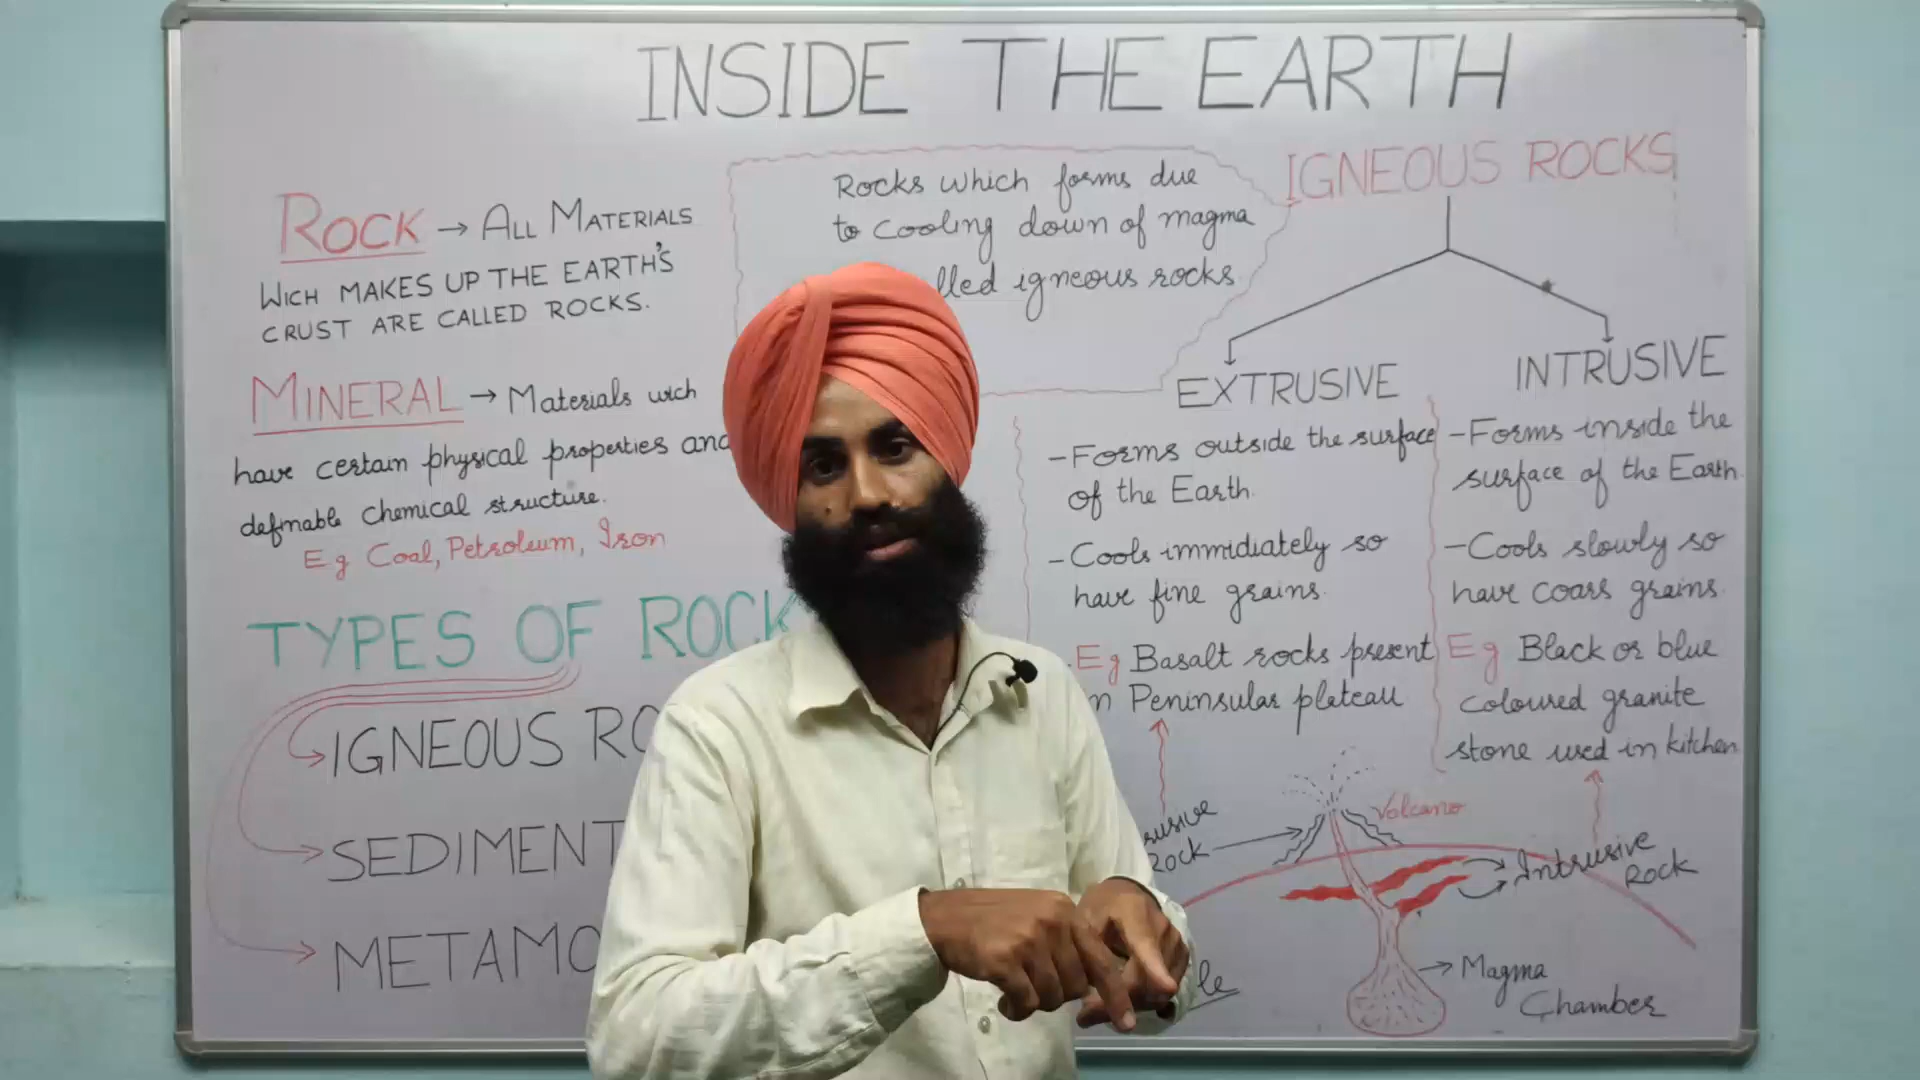 INSIDE THE EARTH
ROCK → ALL MATERIALS
WICH MAKES UP THE EARTH'S
CRUST ARE CALLED ROCKS.
MINERAL → Materials wich
have certain physical properties and
definable chemical structure.
Eg Coal, Petroleum, Iron
TYPES OF ROCK
IGNEOUS RO
SEDIMENT
METAMO
Rocks which forms due
to cooling down of magma
lled igneous rocks
IGNEOUS ROCKS
EXTRUSIVE
- Forms outside the surface
of the Earth.
- Cools immidiately so
have fine grains.
Eg Basalt rocks present
n Peninsular plateau
INTRUSIVE
- Forms inside the
surface of the Earth
- Cools slowly so
have coars grains.
Eg Black or blue
coloured granite
stone used in kitchen
Volcano
rusive
Rock
Intrusive
Rock
→ Magma
Chamber
le